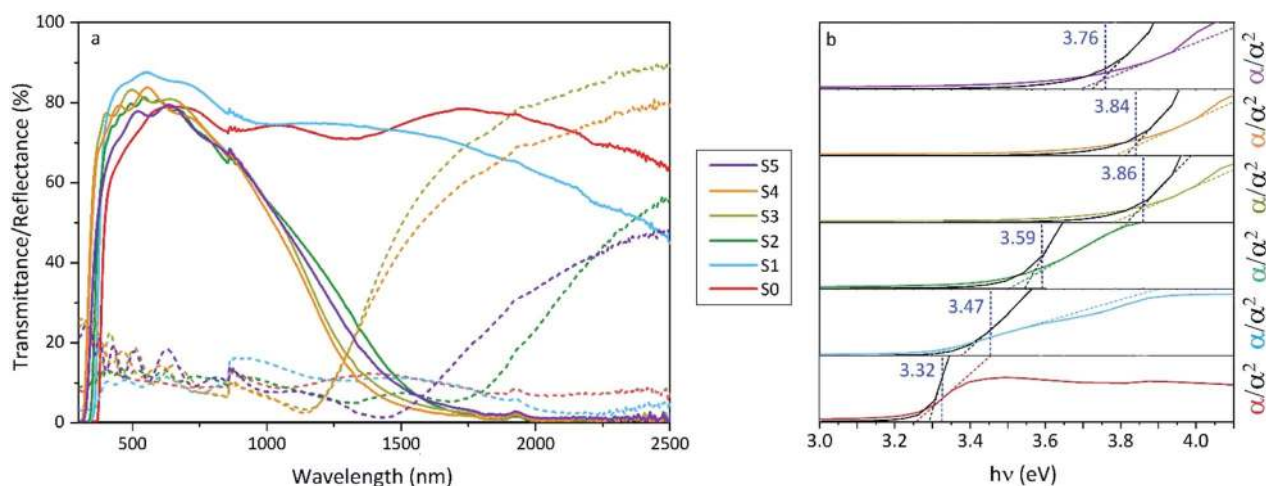 a
100
80
60
40
20
0
Transmittance/Reflectance (%)
500
1000
1500
2000
2500
Wavelength (nm)
S5
S4
S3
S2
S1
S0
b
3.76
α/α²
3.84
α/α²
3.86
α/α²
3.59
α/α²
3.47
α/α²
3.32
α/α²
3.0
3.2
3.4
3.6
3.8
4.0
hν (eV)